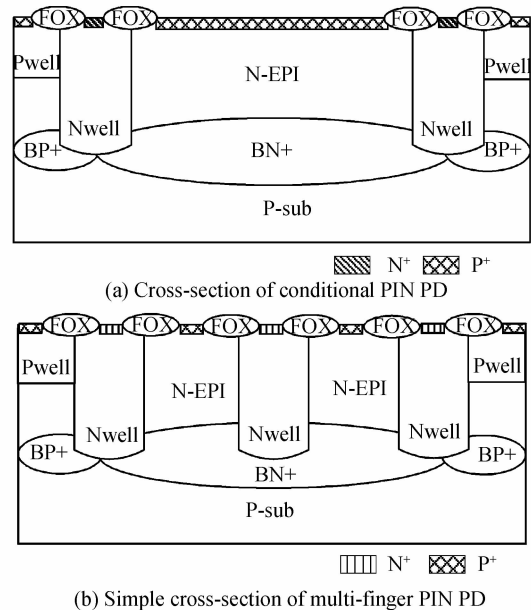 FOX FOX FOX FOX
Pwell N-EPI Pwell
Nwell Nwell
BP+ BN+ BP+
P-sub
N+ P+
(a) Cross-section of conditional PIN PD
FOX FOX FOX FOX FOX FOX
Pwell N-EPI N-EPI Pwell
Nwell Nwell Nwell
BP+ BN+ BP+
P-sub
N+ P+
(b) Simple cross-section of multi-finger PIN PD